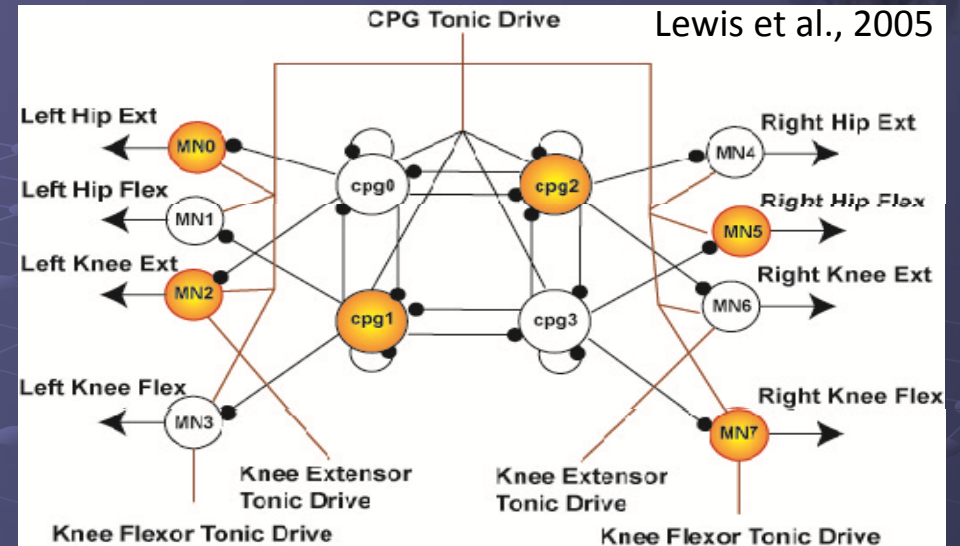 CPG Tonic Drive
Lewis et al., 2005
Left Hip Ext
Right Hip Ext
MN0
MN4
cpg0
cpg2
Left Hip Flex
Right Hip Flex
MN1
MN5
Left Knee Ext
Right Knee Ext
MN2
MN6
cpg1
cpg3
Left Knee Flex
Right Knee Flex
MN3
MN7
Knee Extensor
Tonic Drive
Knee Extensor
Tonic Drive
Knee Flexor Tonic Drive
Knee Flexor Tonic Drive